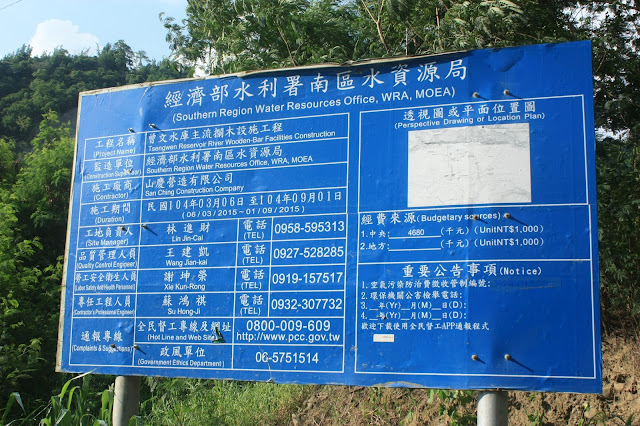 經濟部水利署南區水資源局
(Southern Region Water Resources Office, WRA, MOEA)
工程名稱
(Project Name)
曾文水庫主流攔木設施工程
Tsengwen Reservoir River Wooden-Bar Facilities Construction
監造單位
(Construction Supervisor)
經濟部水利署南區水資源局
Southern Region Water Resources Office, WRA, MOEA
施工廠商
(Contractor)
山慶營造有限公司
San Ching Construction Company
施工期間
(Duration)
民國104年03月06日 至104年09月01日
(06/03/2015~01/09/2015)
工地負責人
(Site Manager)
林進財
Lin Jin-Cai
電話
(TEL)
0958-595313
品質管理人員
(Quality Control Engineer)
王建凱
Wang Jian-kai
電話
(TEL)
0927-528285
勞工安全衛生人員
(Labor Safety And Health Personnel)
謝坤榮
Xie Kun-Rong
電話
(TEL)
0919-157517
專任工程人員
(Contractor's Professional Engineer)
蘇鴻祺
Su Hong-Ji
電話
(TEL)
0932-307732
通報專線
(Complaints & Suggestions)
全民督工專線及網址
(Hot Line and Web Site)
0800-009-609
http://www.pcc.gov.tw
政風單位
(Government Ethics Department)
06-5751514
透視圖或平面位置圖
(Perspective Drawing or Location Plan)
經費來源(Budgetary sources)
1.中央: 4680 (千元) (UnitNT$1,000)
2.地方: (千元) (UnitNT$1,000)
重要公告事項(Notice)
1.空氣污染防治費徵收管制編號:
2.環保機關公害檢舉電話:
3. 年(Yr) 月(M) 日(D)
4. 年(Yr) 月(M) 日(D)
歡迎下載使用全民督工APP通報程式